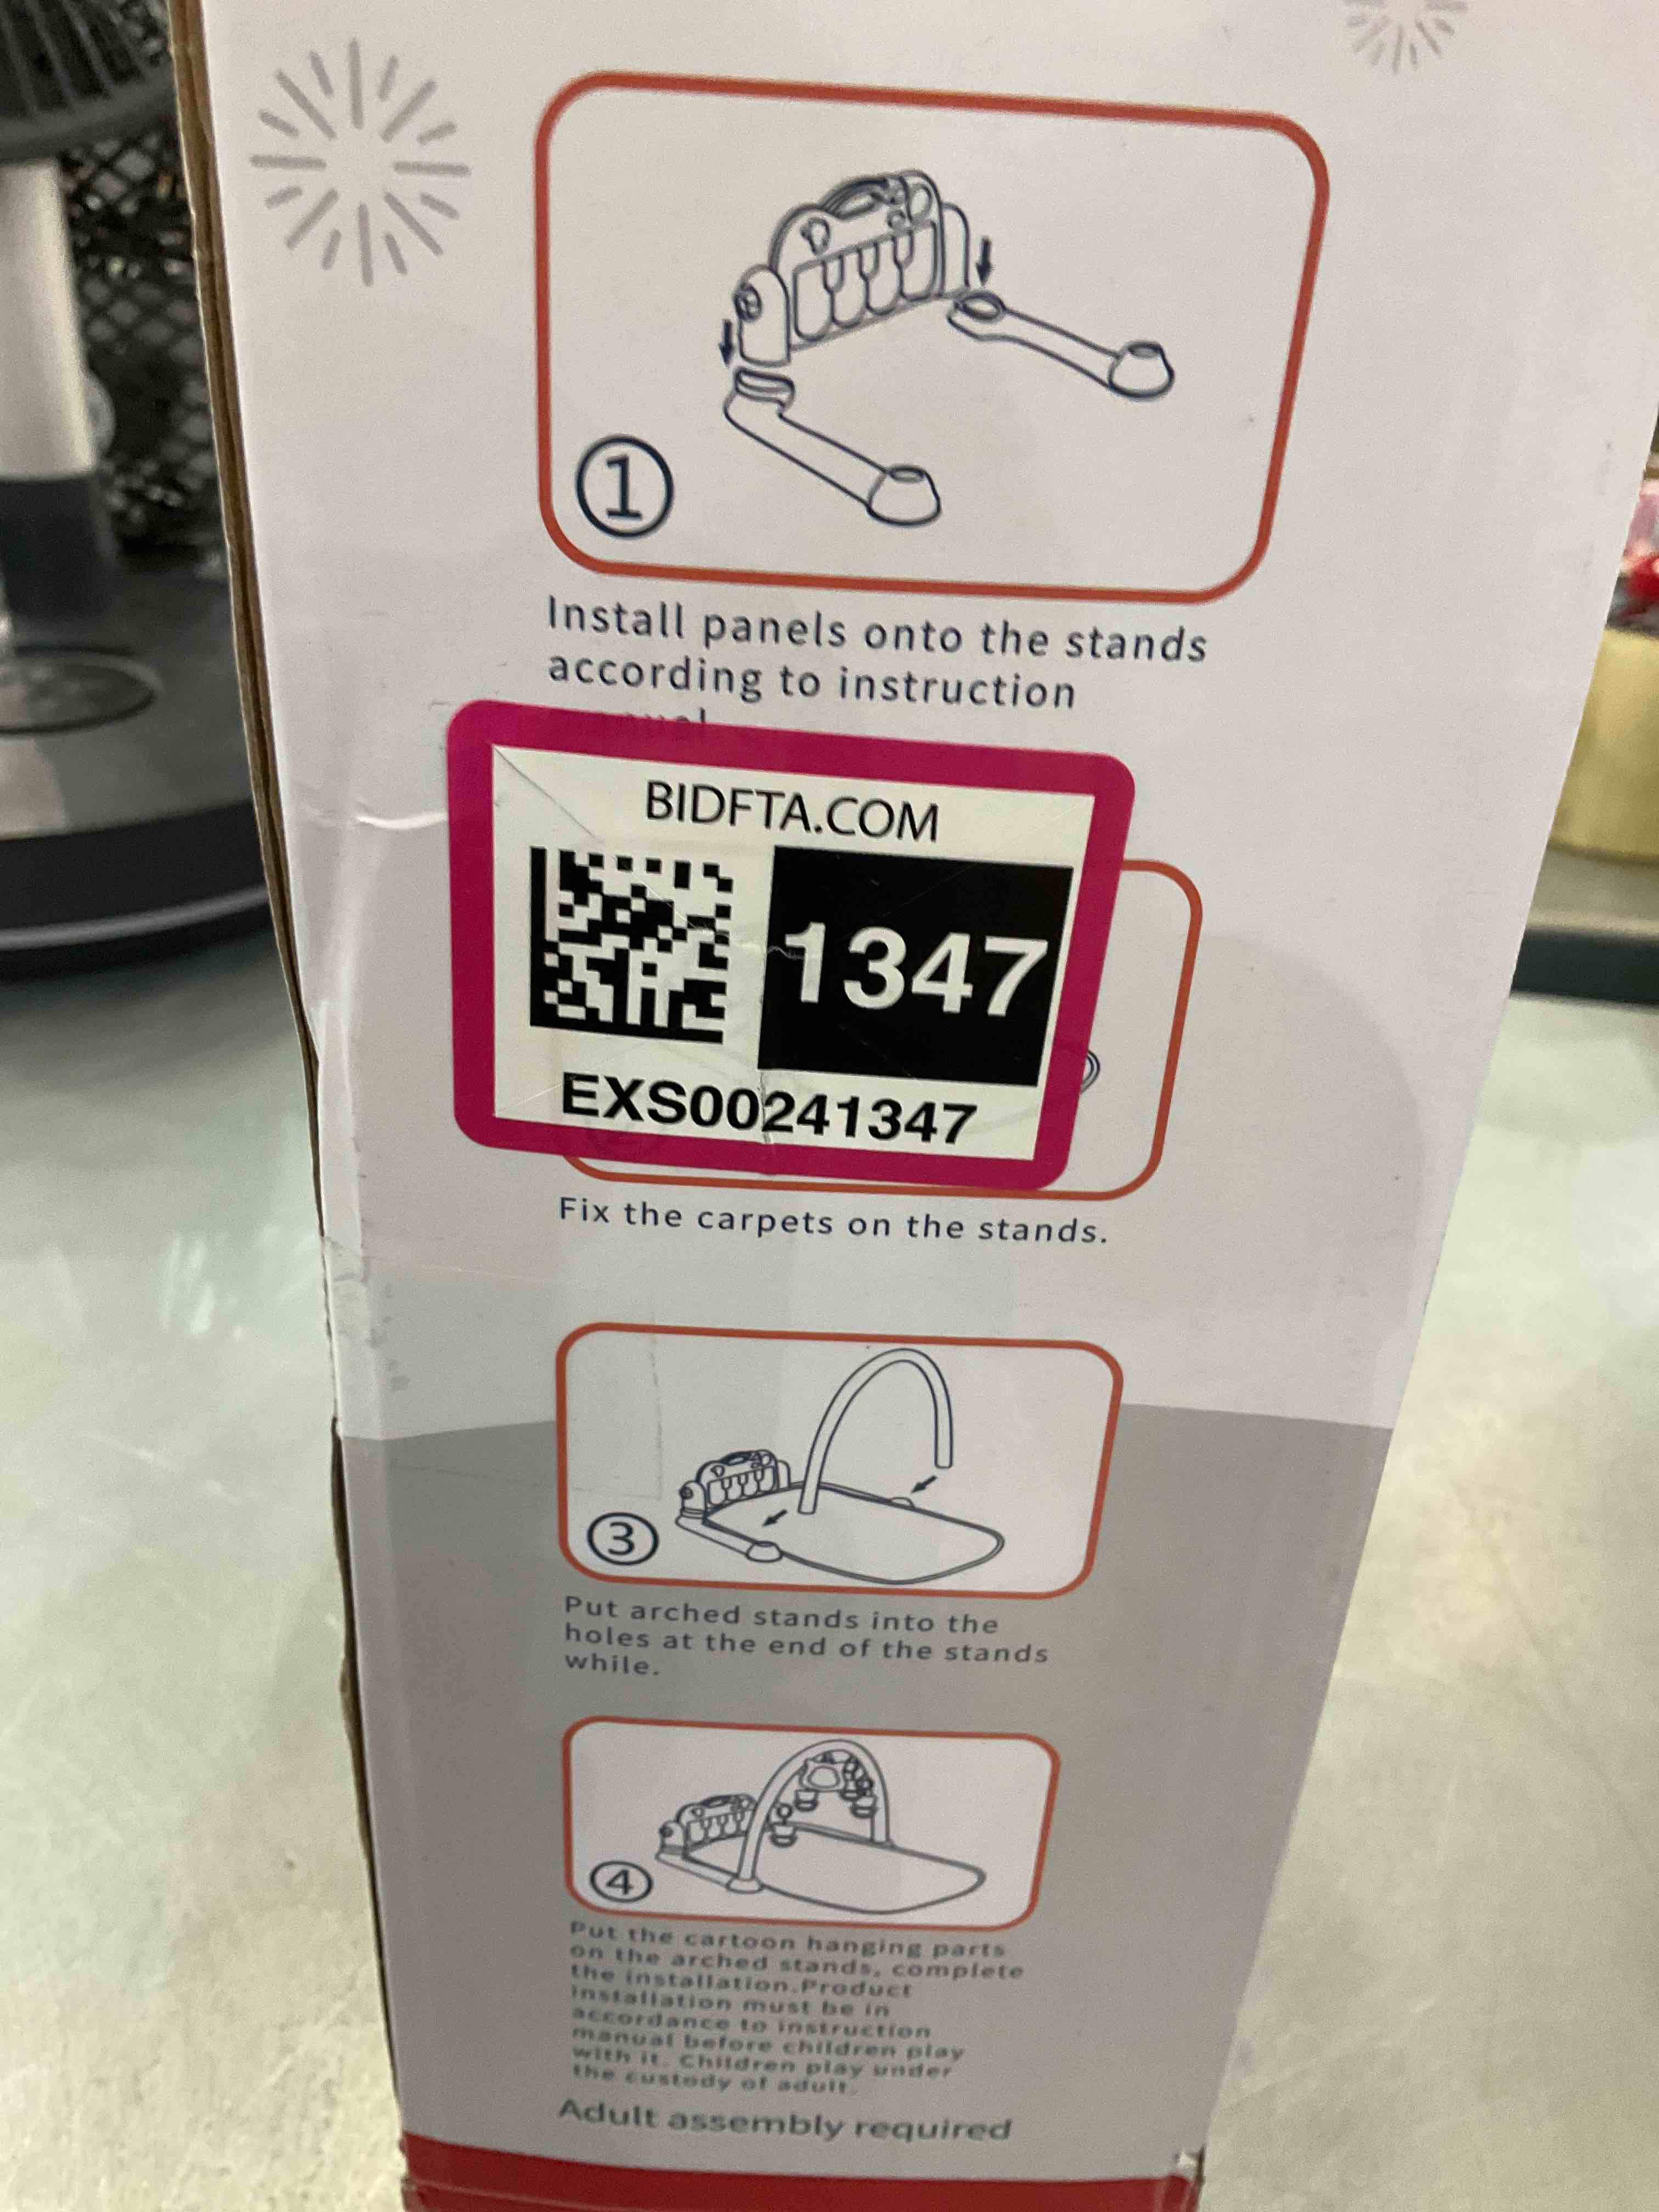 1
Install panels onto the stands
according to instruction
BIDFTA.COM
1347
EXS00241347
Fix the carpets on the stands.
3
Put arched stands into the
holes at the end of the stands
while.
4
Put the cartoon hanging parts
on the arched stands, complete
the installation.Product
installation must be in
accordance to instruction
manual before children play
with it. Children play under
the custody of adult.
Adult assembly required